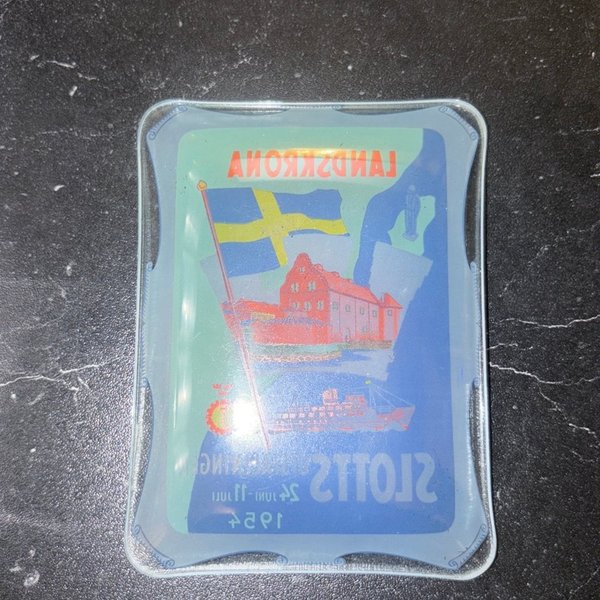 LANDSKRONA
SLOTTS
24 JUNI - 11 JULI
1954